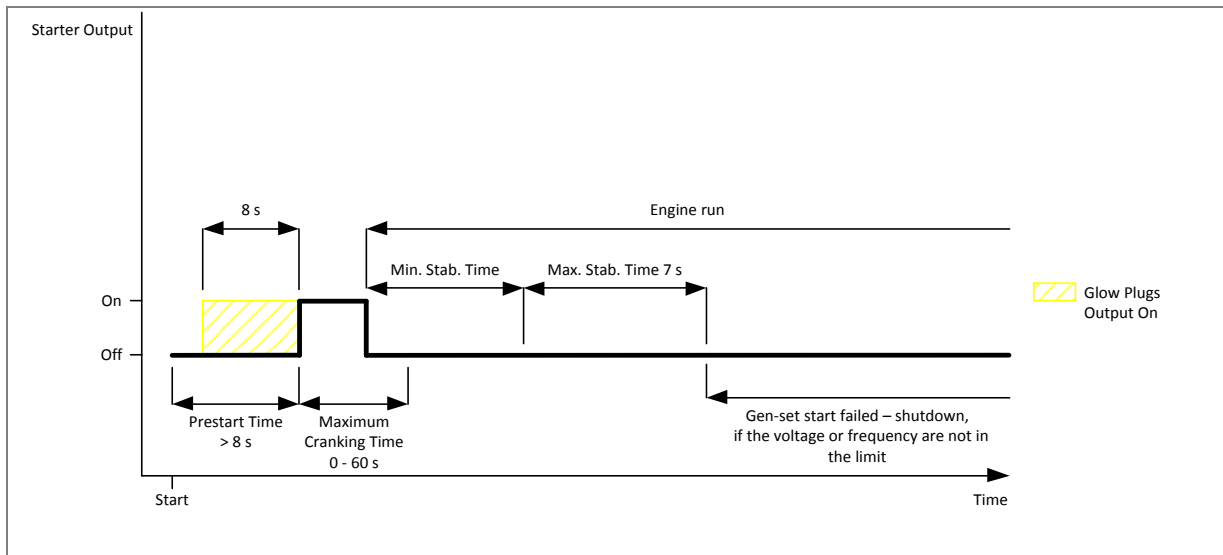 Starter Output
8 s
Engine run
Min. Stab. Time
Max. Stab. Time 7 s
On
Glow Plugs
Output On
Off
Prestart Time
> 8 s
Maximum
Cranking Time
0 - 60 s
Gen-set start failed – shutdown,
if the voltage or frequency are not in
the limit
Start
Time